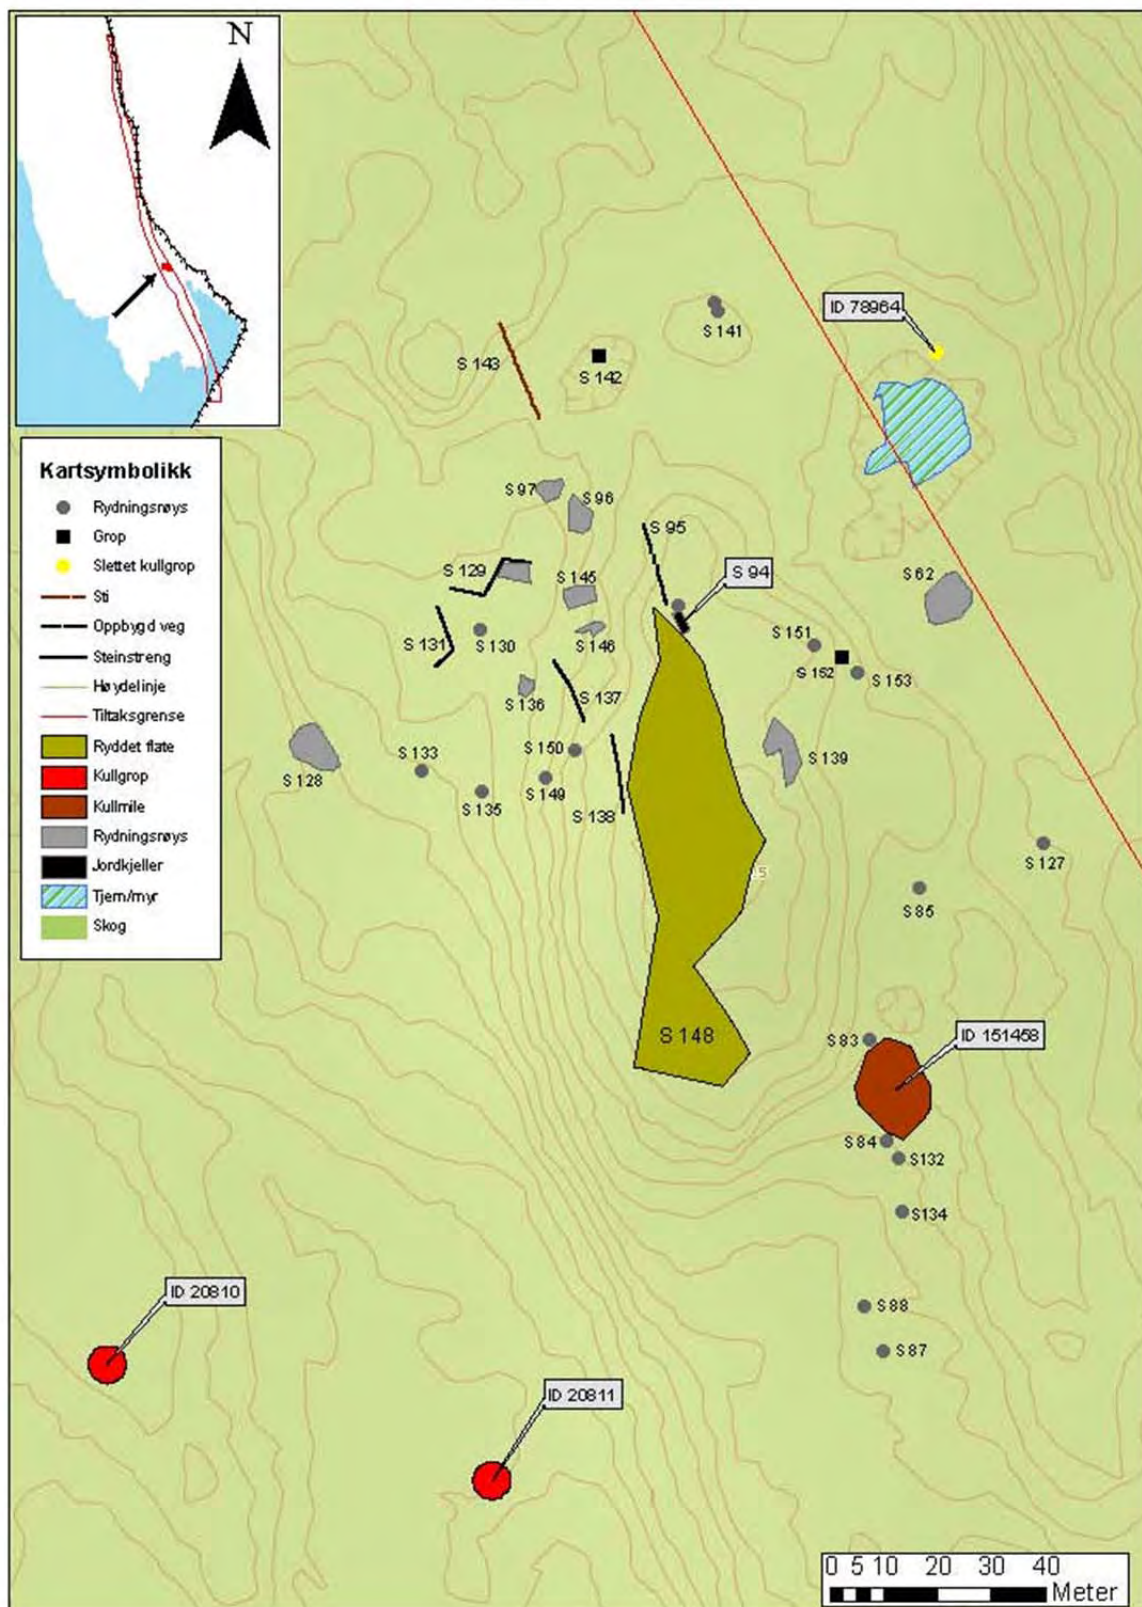 N
ID 78964
S 141
S 143
S 142
Kartsymbolikk
Rydningsrøys
Grop
Slettet kullgrop
Sti
Oppbygd veg
Steinstreng
Høydelinje
Tiltaksgrense
Ryddet flate
Kullgrop
Kullmile
Rydningsrøys
Jordkjeller
Tjern/myr
Skog
S 97
S 96
S 95
S 94
S 129
S 145
S 62
S 131
S 130
S 146
S 151
S 152
S 153
S 136
S 137
S 128
S 133
S 150
S 139
S 135
S 149
S 138
S 127
S 85
S 148
S 83
ID 151458
S 84
S132
S134
ID 20810
S 88
S 87
ID 20811
0 5 10 20 30 40
Meter